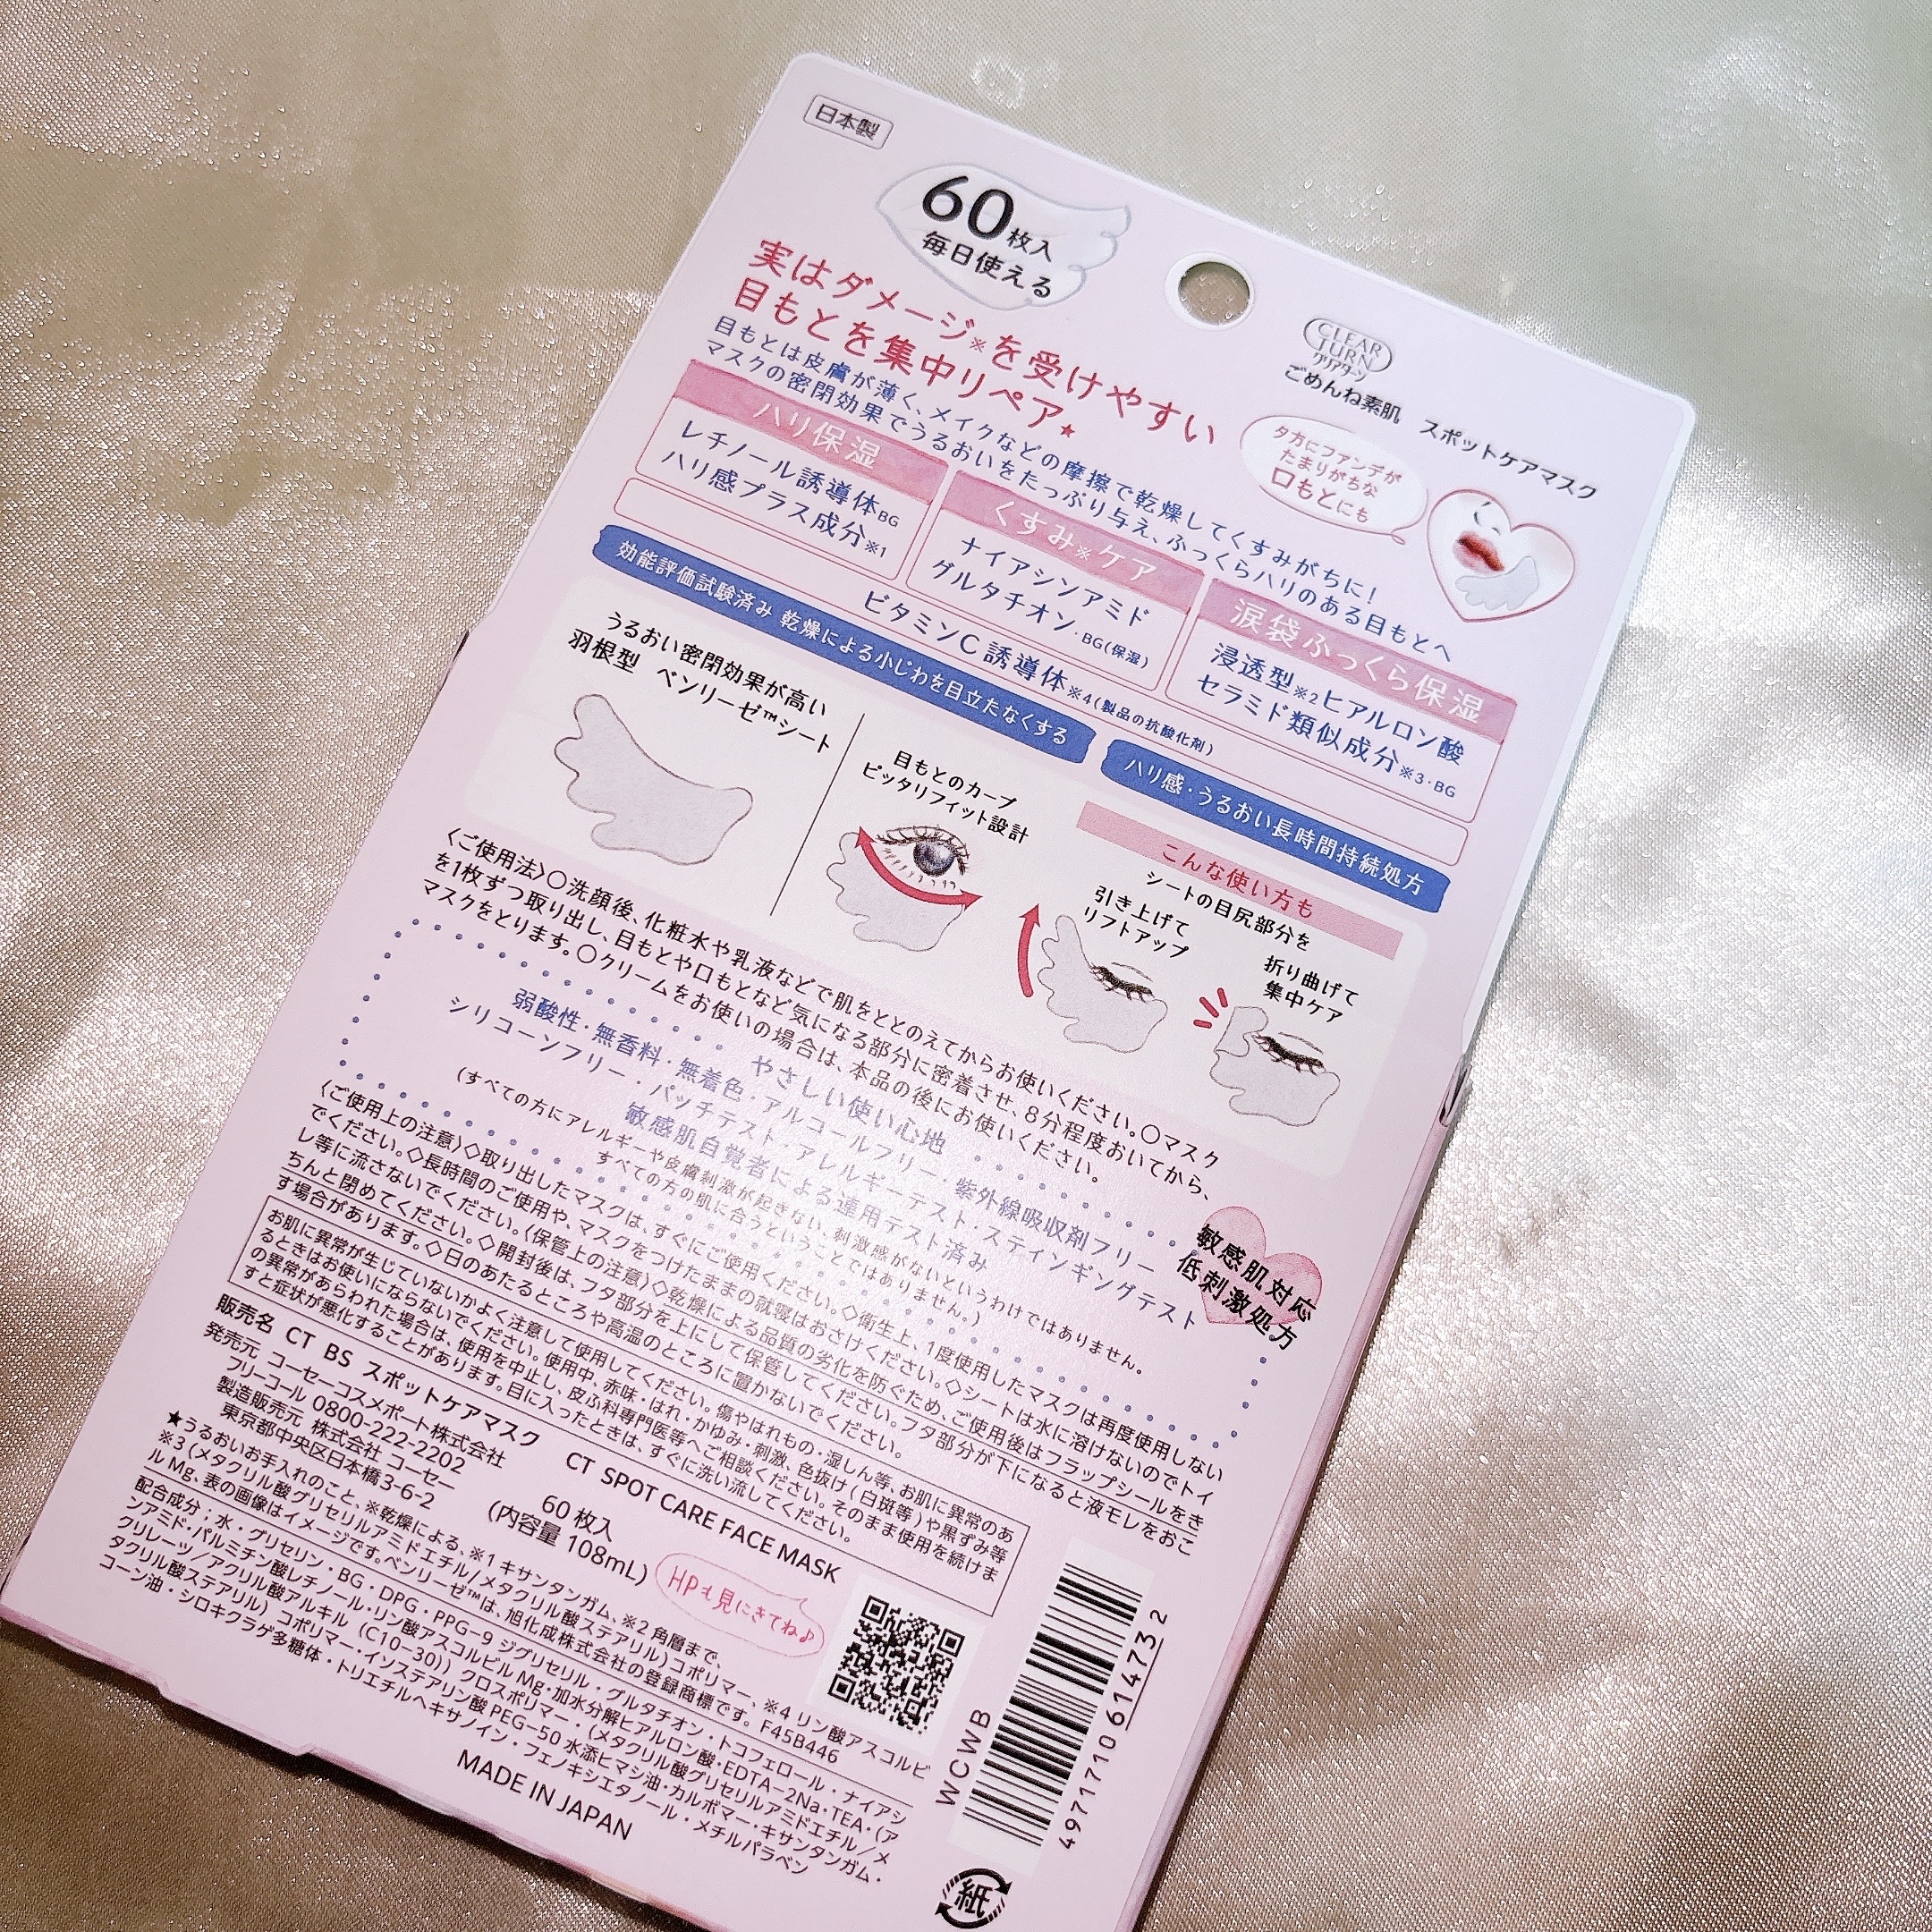 日本製
60枚入
毎日使える
CLEAR
TURN
クリアターン
ごめんね素肌 スポットケアマスク
実はダメージ※を受けやすい
目もとを集中リペア★
目もとは皮膚が薄く、メイクなどの摩擦で乾燥してくすみがちに!
マスクの密閉効果でうるおいをたっぷり与え、ふっくらハリのある目もとへ
夕方にファンデが
たまりがちな
口もとにも
ハリ保湿
レチノール誘導体BG
ハリ感プラス成分※1
くすみ※ケア
ナイアシンアミド
グルタチオン・BG(保湿)
涙袋ふっくら保湿
浸透型※2ヒアルロン酸
セラミド類似成分※3・BG
ビタミンC誘導体※4(製品の抗酸化剤)
効能評価試験済み 乾燥による小じわを目立たなくする
ハリ感・うるおい長時間持続処方
うるおい密閉効果が高い
羽根型 ベンリーゼ™シート
目もとのカーブ
ピッタリフィット設計
こんな使い方も
シートの目尻部分を
引き上げて
リフトアップ
折り曲げて
集中ケア
〈ご使用法〉○洗顔後、化粧水や乳液などで肌をととのえてからお使いください。○マスク
を1枚ずつ取り出し、目もとや口もとなど気になる部分に密着させ、8分程度おいてから、
マスクをとります。○クリームをお使いの場合は、本品の後にお使いください。
やさしい使い心地
弱酸性・無香料・無着色・アルコールフリー・紫外線吸収剤フリー
シリコーンフリー・パッチテスト・アレルギーテスト・スティンギングテスト
敏感肌自覚者による連用テスト済み
(すべての方にアレルギーや皮膚刺激が起きない、刺激感がないというわけではありません。
すべての方の肌に合うということではありません。)
敏感肌対応
低刺激処方
〈ご使用上の注意〉◇取り出したマスクは、すぐにご使用ください。◇衛生上、1度使用したマスクは再度使用しない
でください。◇長時間のご使用や、マスクをつけたままの就寝はおさけください。◇シートは水に溶けないのでトイ
レ等に流さないでください。〈保管上の注意〉◇乾燥による品質の劣化を防ぐため、ご使用後はフラップシールをき
ちんと閉めてください。◇開封後は、フタ部分を上にして保管してください。フタ部分が下になると液モレをおこ
す場合があります。◇日のあたるところや高温のところに置かないでください。
お肌に異常が生じていないかよく注意して使用してください。傷やはれもの・湿しん等、お肌に異常のあ
るときはお使いにならないでください。使用中、赤味・はれ・かゆみ・刺激、色抜け(白斑等)や黒ずみ等
の異常があらわれた場合は、使用を中止し、皮ふ科専門医等へご相談ください。そのまま使用を続けま
すと症状が悪化することがあります。目に入ったときは、すぐに洗い流してください。
販売名 CT BS スポットケアマスク CT SPOT CARE FACE MASK
発売元 コーセーコスメポート株式会社
フリーコール 0800-222-2202
製造販売元 株式会社 コーセー
東京都中央区日本橋3-6-2
60枚入
(内容量 108mL)
HPも見にきてね♪
★うるおいお手入れのこと、※乾燥による、※1 キサンタンガム、※2 角層まで、
※3 (メタクリル酸グリセリルアミドエチル/メタクリル酸ステアリル)コポリマー、※4 リン酸アスコルビ
ル Mg、表の画像はイメージです。ベンリーゼ™は、旭化成株式会社の登録商標です。 F45B446
配合成分 ; 水・グリセリン・BG・DPG・PPG-9 ジグリセリル・グルタチオン・トコフェロール・ナイアシ
ンアミド・パルミチン酸レチノール・リン酸アスコルビル Mg・加水分解ヒアルロン酸・EDTA-2Na・TEA・(ア
クリレーツ/アクリル酸アルキル (C10-30)) クロスポリマー・(メタクリル酸グリセリルアミドエチル/メ
タクリル酸ステアリル) コポリマー・イソステアリン酸 PEG-50 水添ヒマシ油・カルボマー・キサンタンガム・
コーン油・シロキクラゲ多糖体・トリエチルヘキサノイン・フェノキシエタノール・メチルパラベン
MADE IN JAPAN
WCWB
4971710614732
紙